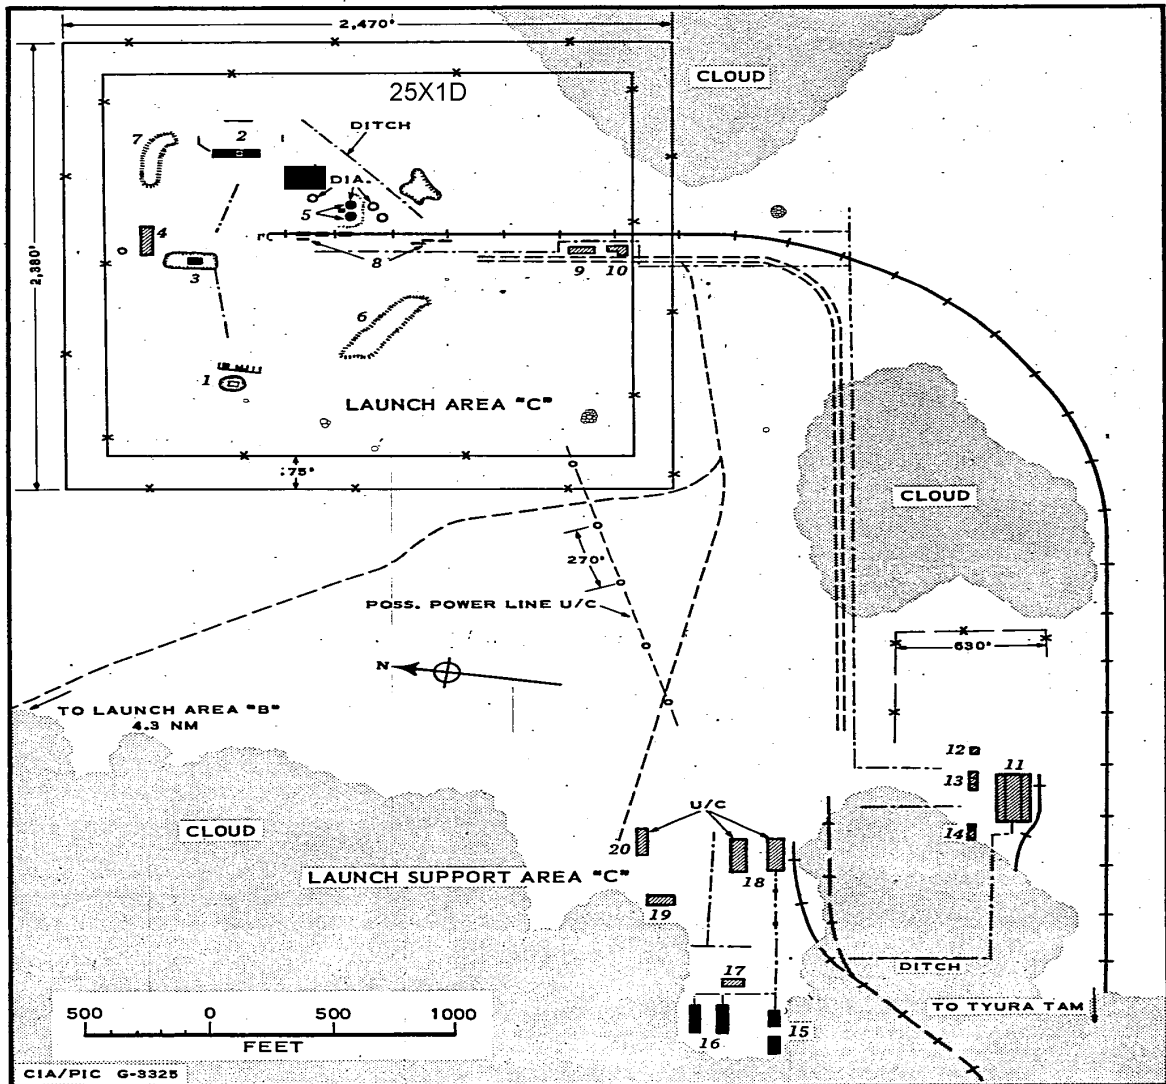 2,470'
CLOUD
25X1D
7
2
DITCH
DIA.
5
4
3
8
9
10
2,380'
6
1
LAUNCH AREA "C"
75'
CLOUD
270'
POSS. POWER LINE U/C
630'
N
TO LAUNCH AREA "B"
4.3 NM
12
11
13
U/C
14
CLOUD
20
LAUNCH SUPPORT AREA "C"
18
19
DITCH
17
TO TYURA TAM
500 0 500 1000
FEET
16
15
CIA/PIC G-3325